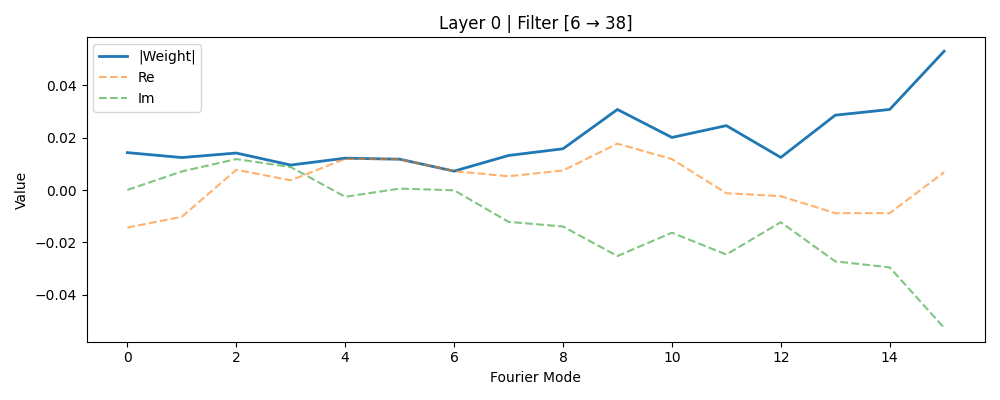 Layer 0 | Filter [6 → 38]
|Weight|
Re
Im
0.04
0.02
0.00
−0.02
−0.04
Value
0 2 4 6 8 10 12 14
Fourier Mode